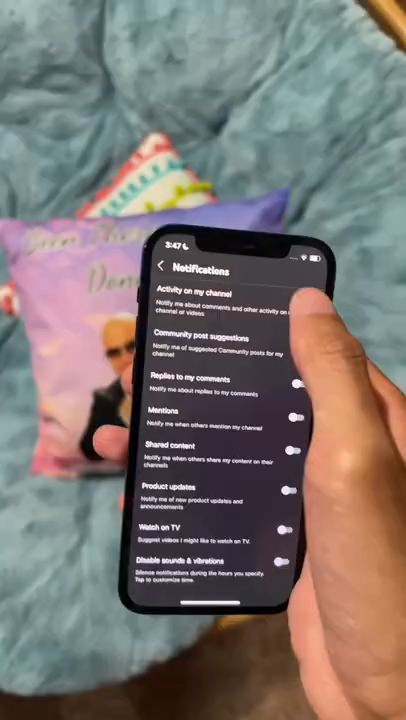 Been There
Done
3:47
Notifications
Activity on my channel
Notify me about comments and other activity on
channel or videos
Community post suggestions
Notify me of suggested Community posts for my
channel
Replies to my comments
Notify me about replies to my comments
Mentions
Notify me when others mention my channel
Shared content
Notify me when others share my content on their
channels
Product updates
Notify me of new product updates and
announcements
Watch on TV
Suggest videos I might like to watch on TV.
Disable sounds & vibrations
Silence notifications during the hours you specify.
Tap to customize time.